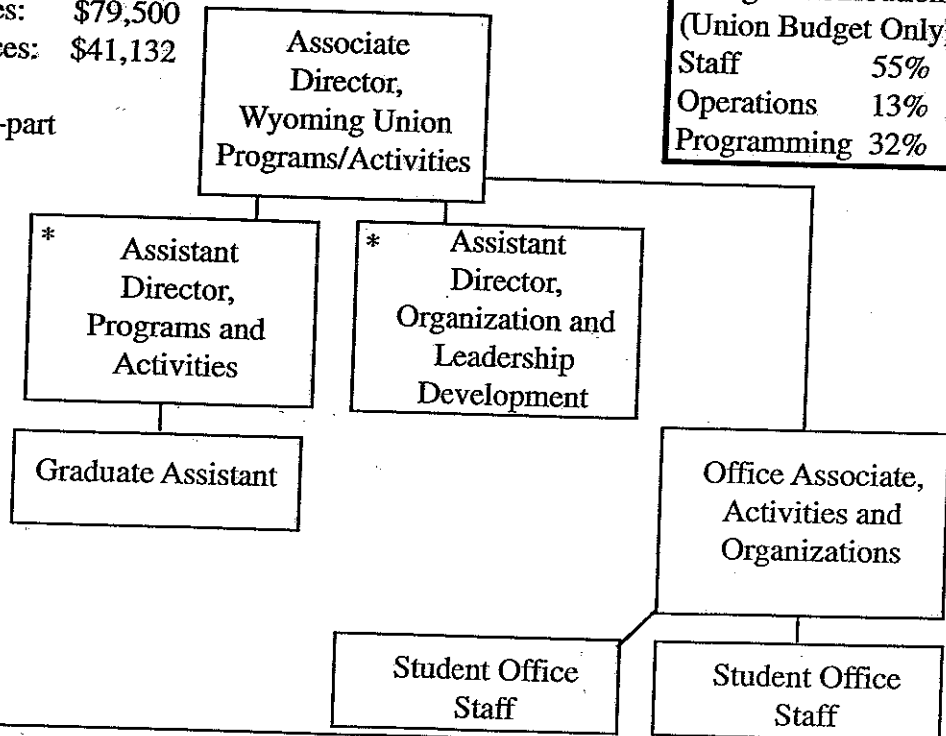 $79,500
$41,132
-part
(Union Budget Only
Staff 55%
Operations 13%
Programming 32%
Associate
Director,
Wyoming Union
Programs/Activities
*
Assistant
Director,
Programs and
Activities
*
Assistant
Director,
Organization and
Leadership
Development
Graduate Assistant
Office Associate,
Activities and
Organizations
Student Office
Staff
Student Office
Staff